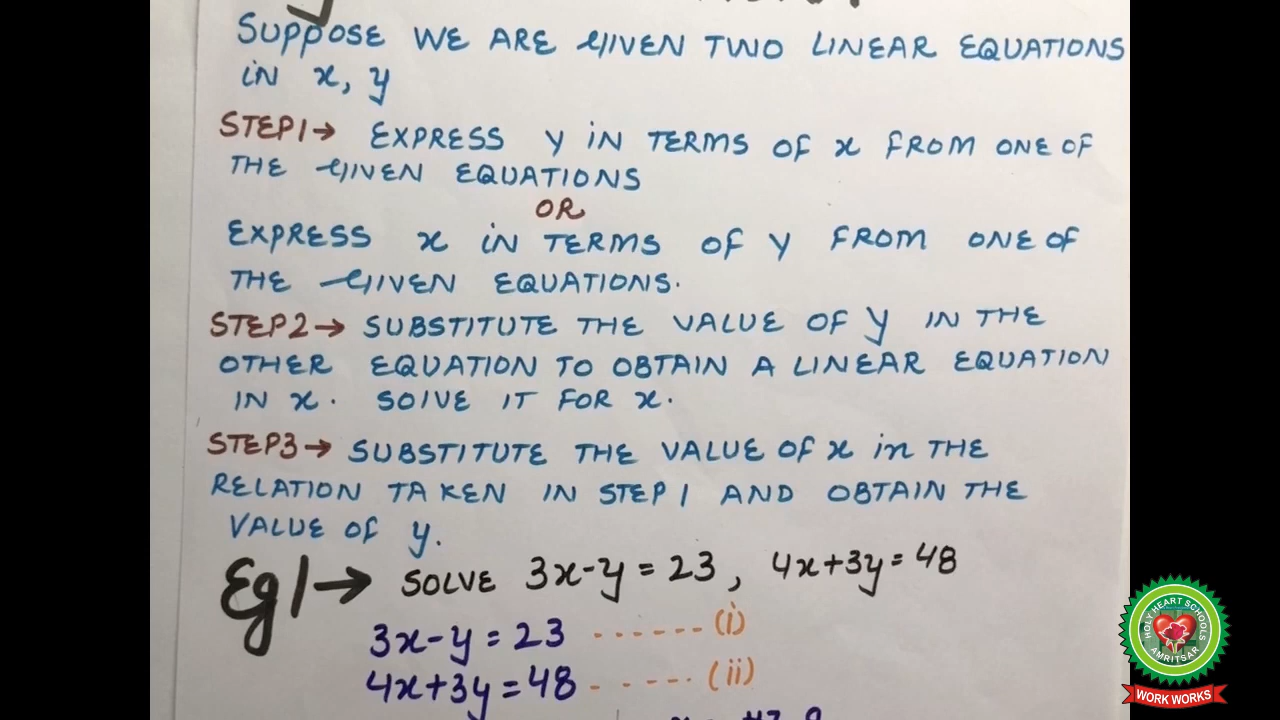 SUPPOSE WE ARE GIVEN TWO LINEAR EQUATIONS
IN x, y
STEP1→ EXPRESS Y IN TERMS OF x FROM ONE OF
THE GIVEN EQUATIONS
OR
EXPRESS x IN TERMS OF Y FROM ONE OF
THE GIVEN EQUATIONS.
STEP2→ SUBSTITUTE THE VALUE OF Y IN THE
OTHER EQUATION TO OBTAIN A LINEAR EQUATION
IN x. SOLVE IT FOR x.
STEP3→ SUBSTITUTE THE VALUE OF x in THE
RELATION TAKEN IN STEP 1 AND OBTAIN THE
VALUE OF y.
Eg1→ SOLVE 3x-y = 23, 4x+3y = 48
3x-y = 23 ------ (i)
4x+3y = 48 ------ (ii)
HOLY HEART SCHOOLS
AMRITSAR
WORK WORKS